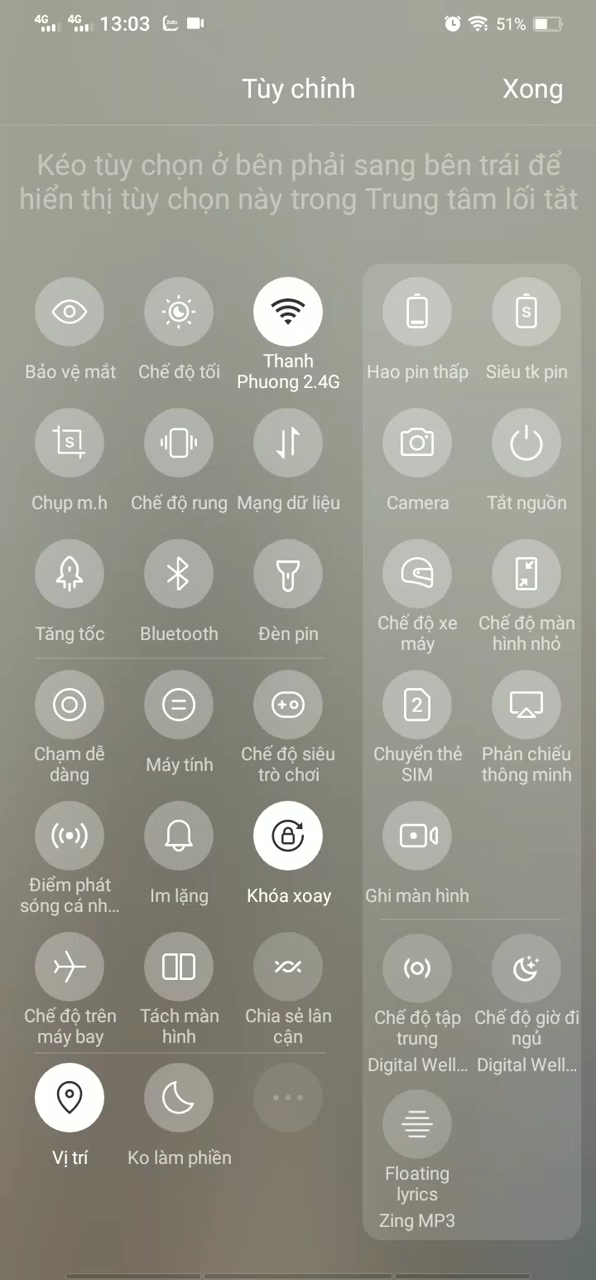 4G 4G 13:03 Zalo 51%
Tùy chỉnh Xong
Kéo tùy chọn ở bên phải sang bên trái để
hiển thị tùy chọn này trong Trung tâm lối tắt
Bảo vệ mắt
Chế độ tối
Thanh
Phuong 2.4G
S
Chụp m.h
Chế độ rung
Mạng dữ liệu
Tăng tốc
Bluetooth
Đèn pin
Chạm dễ
dàng
Máy tính
Chế độ siêu
trò chơi
Điểm phát
sóng cá nh...
Im lặng
Khóa xoay
Chế độ trên
máy bay
Tách màn
hình
Chia sẻ lân
cận
Vị trí
Ko làm phiền
Hao pin thấp
S
Siêu tk pin
Camera
Tắt nguồn
Chế độ xe
máy
Chế độ màn
hình nhỏ
2
Chuyển thẻ
SIM
Phản chiếu
thông minh
Ghi màn hình
Chế độ tập
trung
Digital Well...
Chế độ giờ đi
ngủ
Digital Well...
Floating
lyrics
Zing MP3